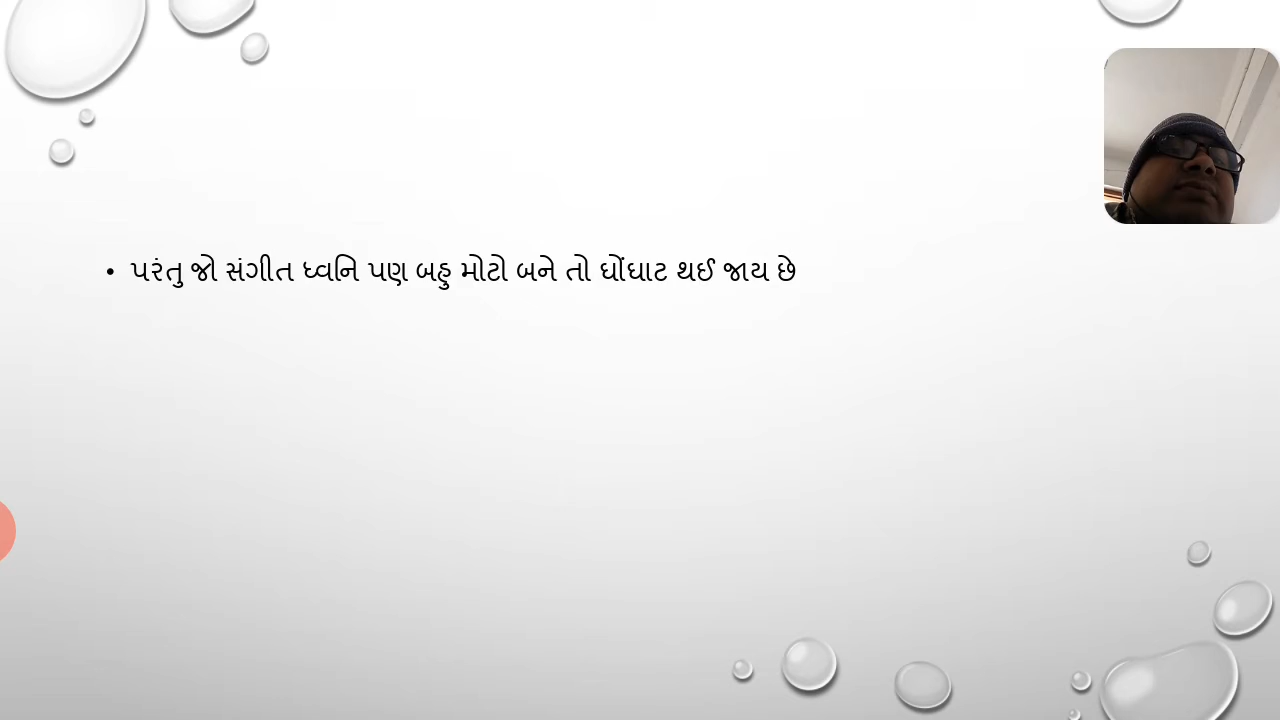 • પરંતુ જો સંગીત ધ્વનિ પણ બહુ મોટો બને તો ઘોંઘાટ થઈ જાય છે